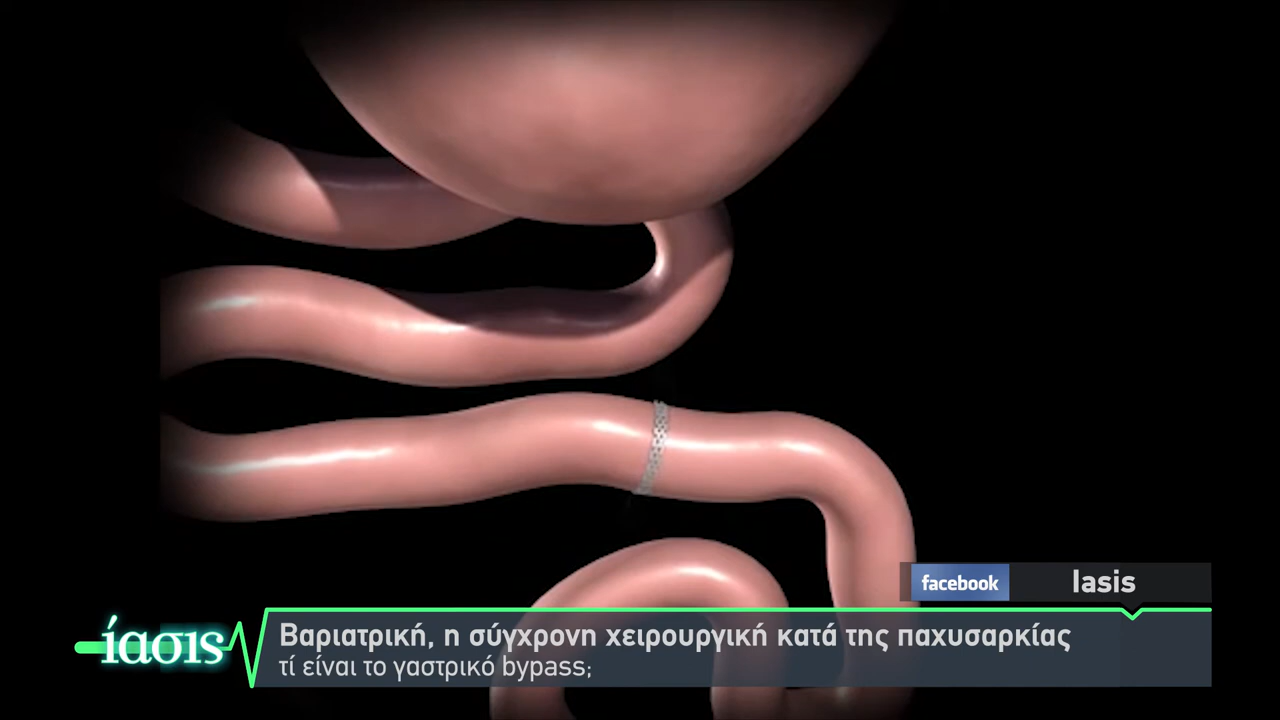 facebook Iasis
ίασις
Βαριατρική, η σύγχρονη χειρουργική κατά της παχυσαρκίας
τί είναι το γαστρικό bypass;